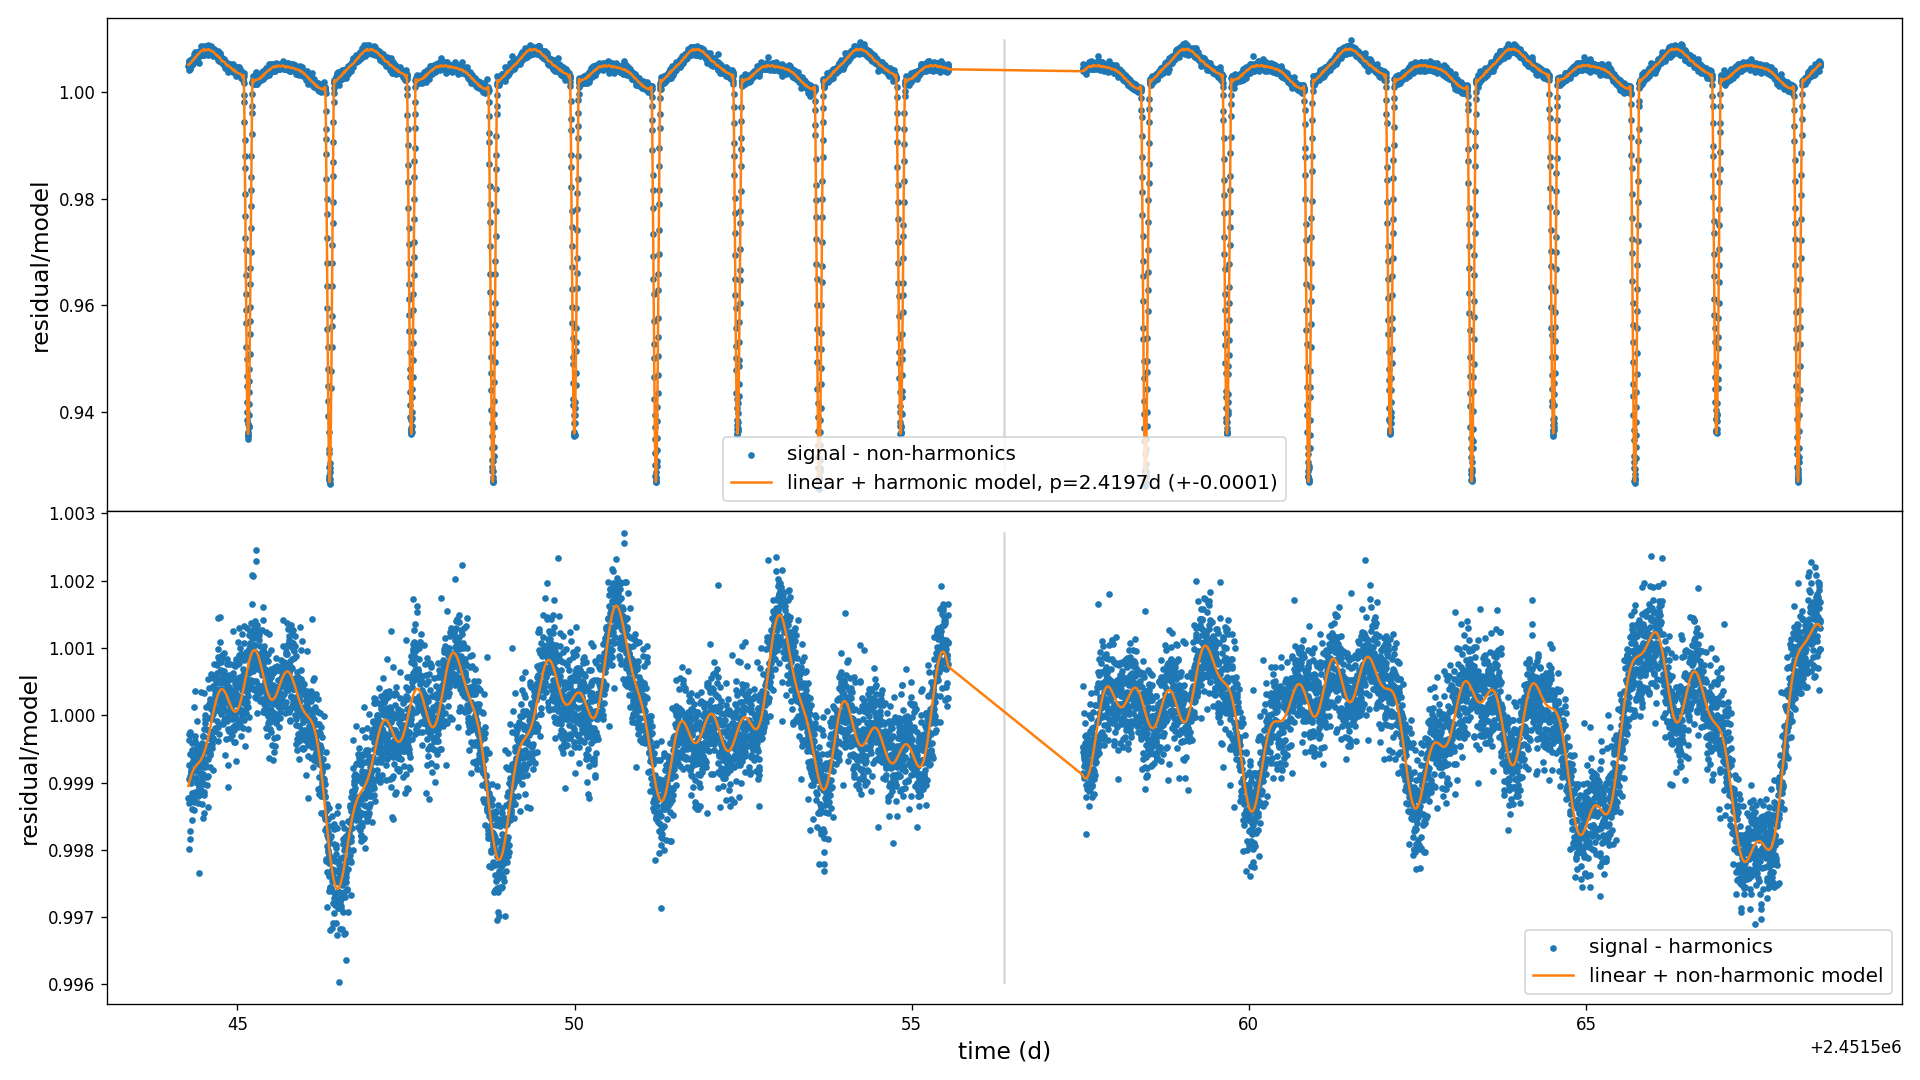 1.00
0.98
0.96
0.94
residual/model
signal - non-harmonics
linear + harmonic model, p=2.4197d (+-0.0001)
1.003
1.002
1.001
1.000
0.999
0.998
0.997
0.996
residual/model
signal - harmonics
linear + non-harmonic model
45
50
55
60
65
time (d)
+2.4515e6